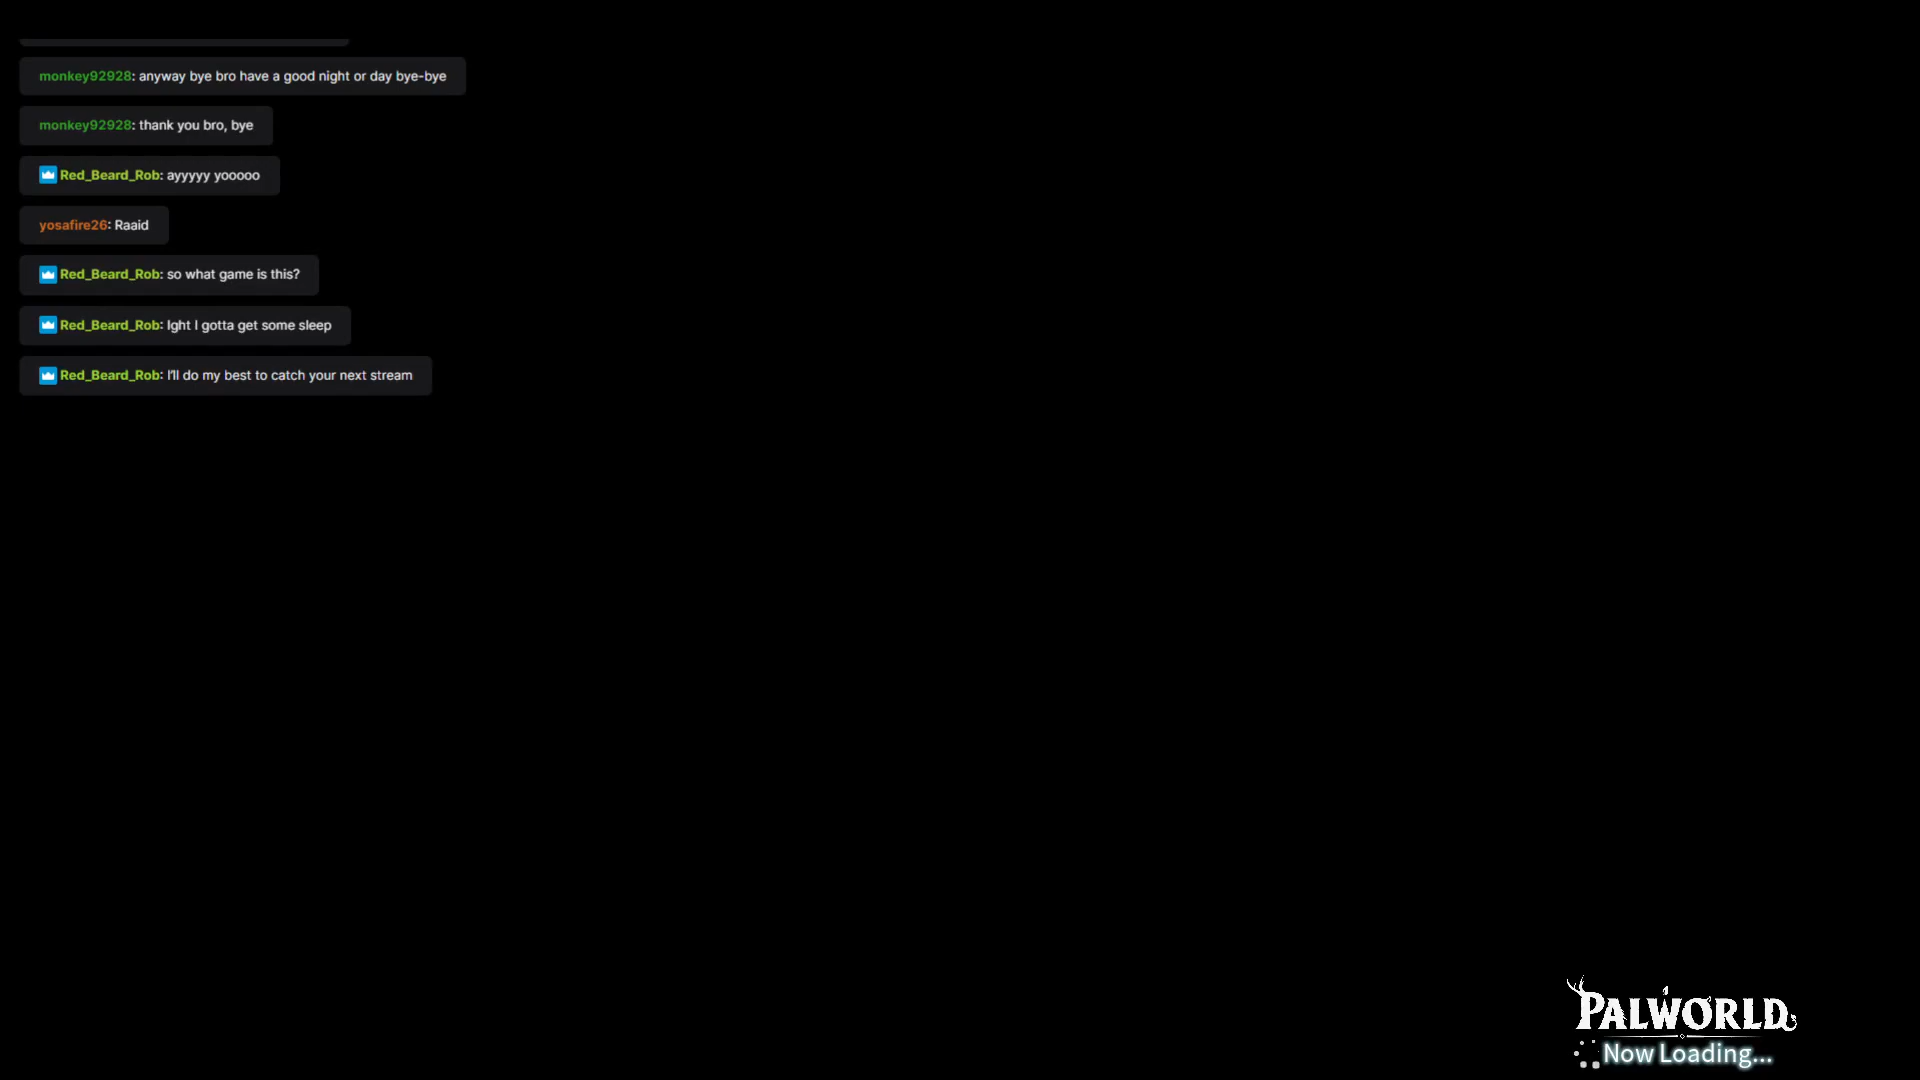 monkey92928: anyway bye bro have a good night or day bye-bye
monkey92928: thank you bro, bye
Red_Beard_Rob: ayyyyy yooooo
yosafire26: Raaid
Red_Beard_Rob: so what game is this?
Red_Beard_Rob: Ight I gotta get some sleep
Red_Beard_Rob: I'll do my best to catch your next stream
PALWORLD
Now Loading...